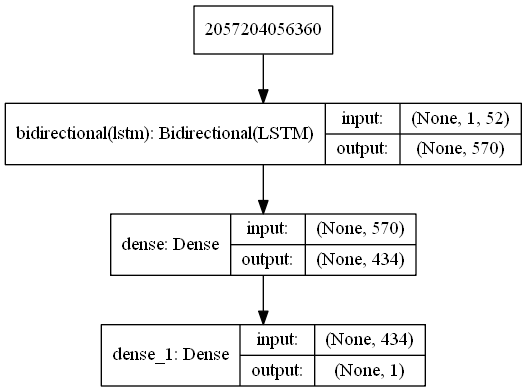 2057204056360
bidirectional(lstm): Bidirectional(LSTM)
input: (None, 1, 52)
output: (None, 570)
dense: Dense
input: (None, 570)
output: (None, 434)
dense_1: Dense
input: (None, 434)
output: (None, 1)